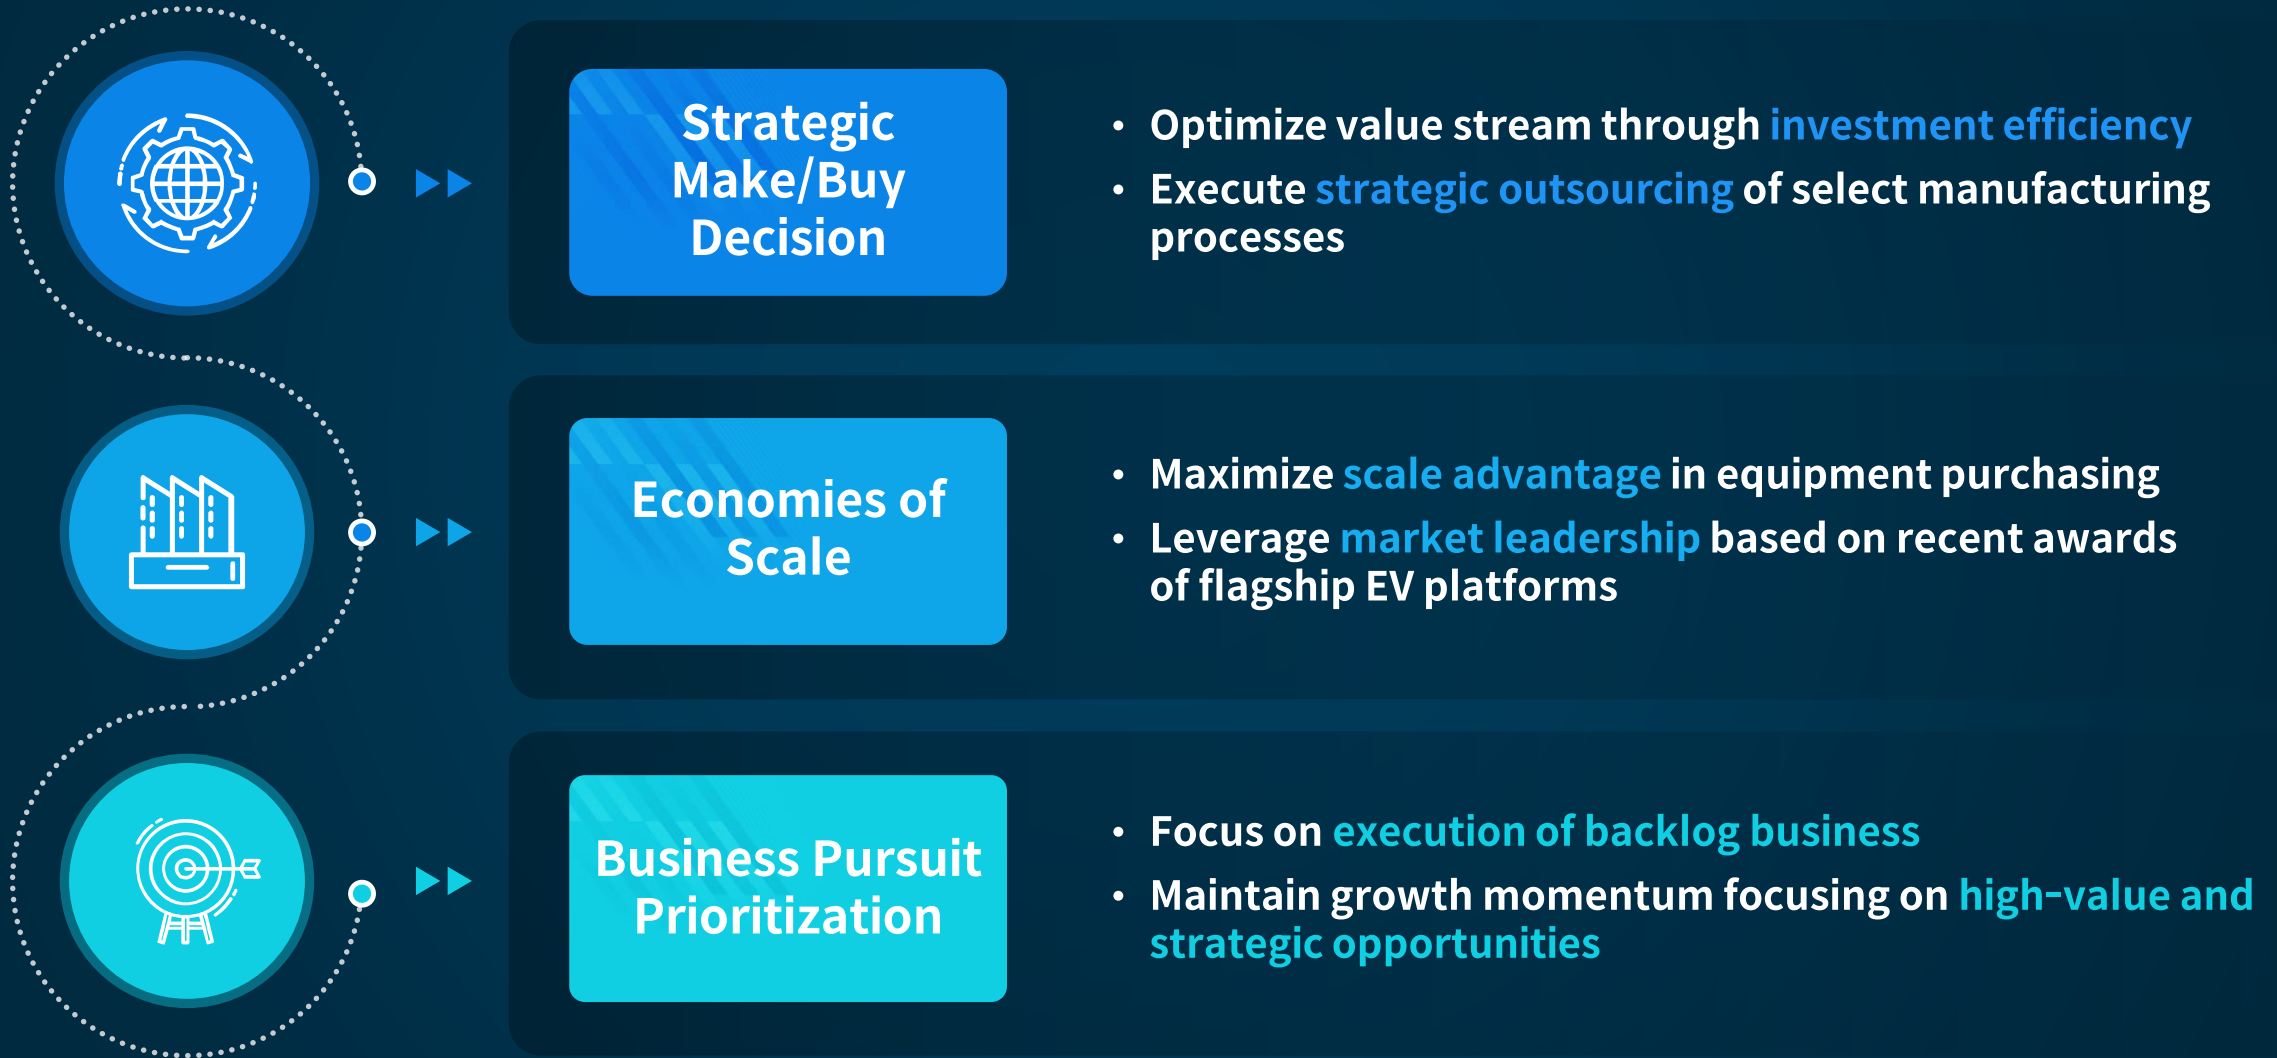 Strategic
Make/Buy
Decision
• Optimize value stream through investment efficiency
• Execute strategic outsourcing of select manufacturing
processes
Economies of
Scale
• Maximize scale advantage in equipment purchasing
• Leverage market leadership based on recent awards
of flagship EV platforms
Business Pursuit
Prioritization
• Focus on execution of backlog business
• Maintain growth momentum focusing on high-value and
strategic opportunities